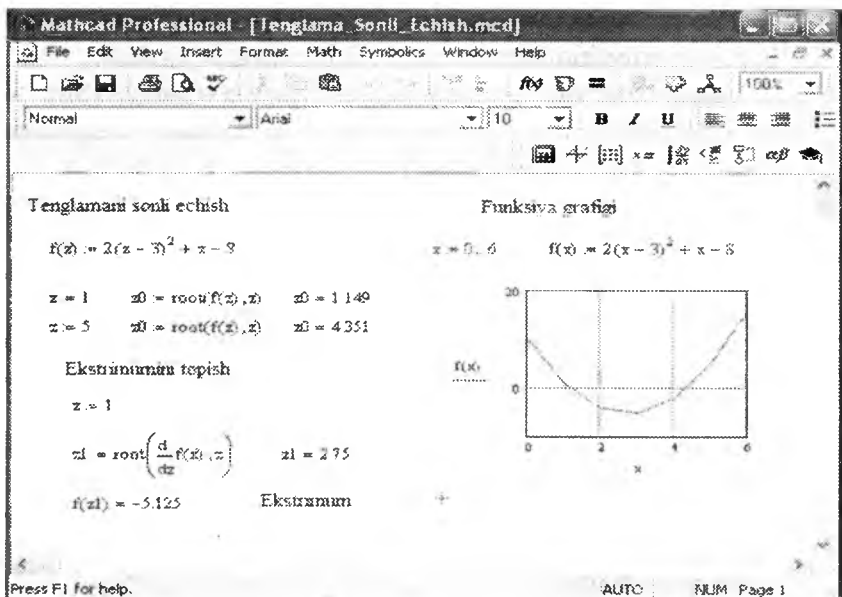 Mathcad Professional - [Tenglama_Sonli_Echish.mcd]
File Edit View Insert Format Math Symbolics Window Help
100%
Normal Arial 10 B I U
Tenglamani sonli echish
Funksiya grafigi
f(z) := 2(z - 3)² + z - 8
x := 0.. 6 f(x) := 2(x - 3)² + x - 8
z := 1 z0 := root(f(z),z) z0 = 1.149
z := 5 z0 := root(f(z),z) z0 = 4.351
Ekstrimumini topish
z := 1
z1 := root(d/dz f(z),z) z1 = 2.75
f(z1) = -5.125 Ekstramum
20
f(x)
0
0 2 4 6
x
Press F1 for help.
AUTO NUM Page 1